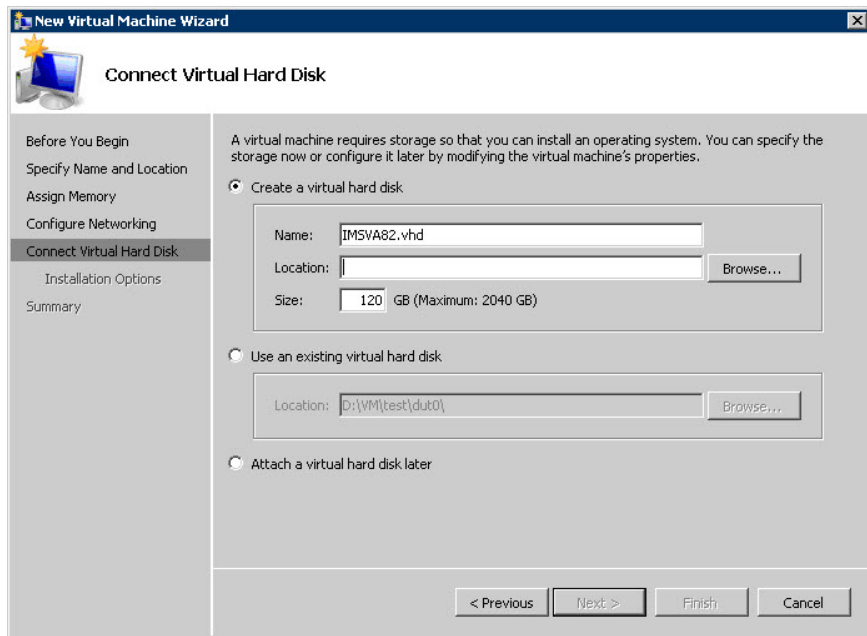 New Virtual Machine Wizard
Connect Virtual Hard Disk
Before You Begin
Specify Name and Location
Assign Memory
Configure Networking
Connect Virtual Hard Disk
Installation Options
Summary
A virtual machine requires storage so that you can install an operating system. You can specify the
storage now or configure it later by modifying the virtual machine's properties.
Create a virtual hard disk
Name: IMSVA82.vhd
Location: Browse...
Size: 120 GB (Maximum: 2040 GB)
Use an existing virtual hard disk
Location: D:\VM\test\dut0\ Browse...
Attach a virtual hard disk later
< Previous Next > Finish Cancel